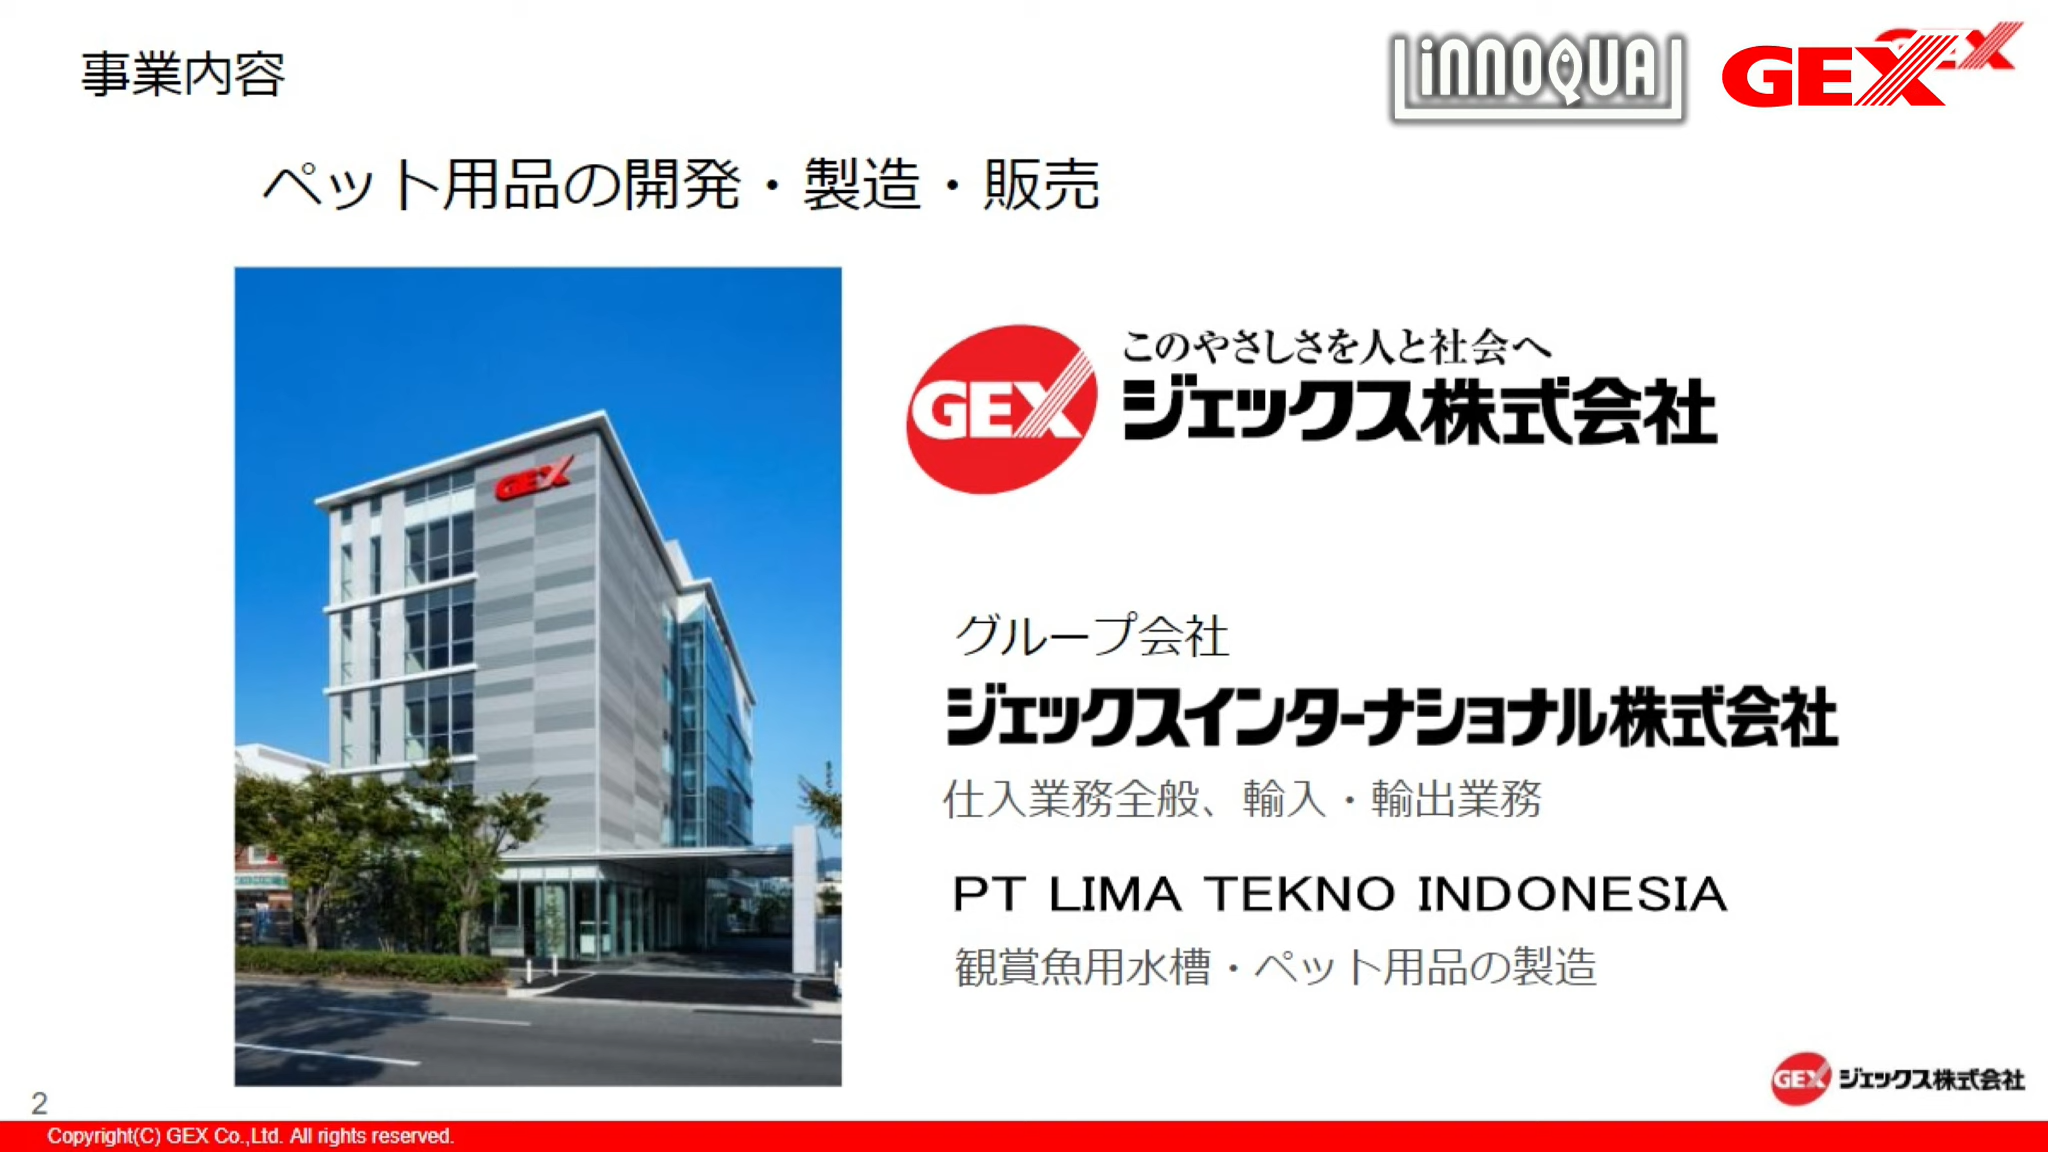 事業内容
innoqua
GEX
GEX
ペット用品の開発・製造・販売
GEX
GEX
このやさしさを人と社会へ
ジェックス株式会社
グループ会社
ジェックスインターナショナル株式会社
仕入業務全般、輸入・輸出業務
PT LIMA TEKNO INDONESIA
観賞魚用水槽・ペット用品の製造
GEX ジェックス株式会社
2
Copyright(C) GEX Co.,Ltd. All rights reserved.